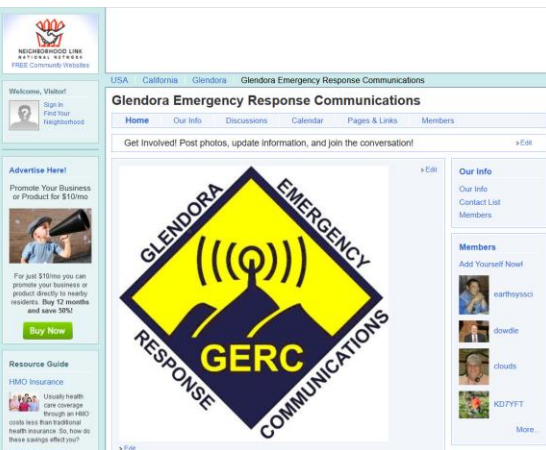 NEIGHBORHOOD LINK
NATIONAL NETWORK
FREE Community Websites
USA California Glendora Glendora Emergency Response Communications
Welcome, Visitor!
Sign In
Find Your
Neighborhood
Glendora Emergency Response Communications
Home Our Info Discussions Calendar Pages & Links Members
Get Involved! Post photos, update information, and join the conversation! » Edit
Advertise Here!
Promote Your Business
or Product for $10/mo
For just $10/mo you can
promote your business or
product directly to nearby
residents. Buy 12 months
and save 50%!
Buy Now
Resource Guide
HMO Insurance
Usually health
care coverage
through an HMO
costs less than traditional
health insurance. So, how do
these savings effect you?
» Edit
GLENDORA
EMERGENCY
RESPONSE
COMMUNICATIONS
GERC
» Edit
Our Info
Our Info
Contact List
Members
Members
Add Yourself Now!
earthsyssci
dowdle
clouds
KD7YFT
More...